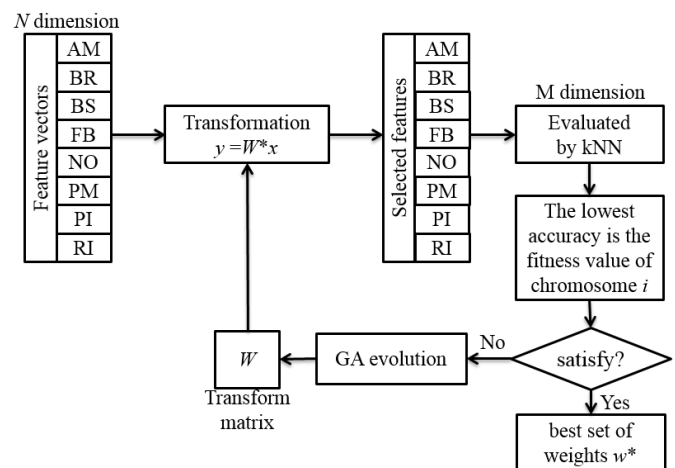 N dimension
Feature vectors
AM
BR
BS
FB
NO
PM
PI
RI
Transformation
y =W*x
Selected features
AM
BR
BS
FB
NO
PM
PI
RI
M dimension
Evaluated
by kNN
The lowest
accuracy is the
fitness value of
chromosome i
satisfy?
No
GA evolution
W
Transform
matrix
Yes
best set of
weights w*